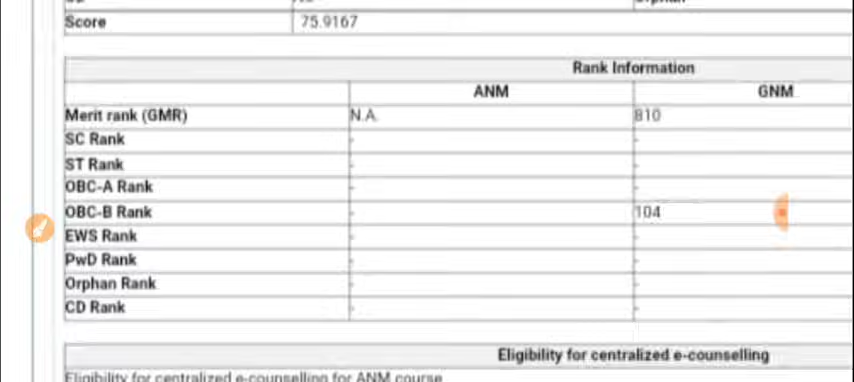 Score 75.9167
Rank Information
ANM GNM
Merit rank (GMR) N.A. 810
SC Rank - -
ST Rank - -
OBC-A Rank - -
OBC-B Rank - 104
EWS Rank - -
PwD Rank - -
Orphan Rank - -
CD Rank - -
Eligibility for centralized e-counselling
Eligibility for centralized e-counselling for ANM course